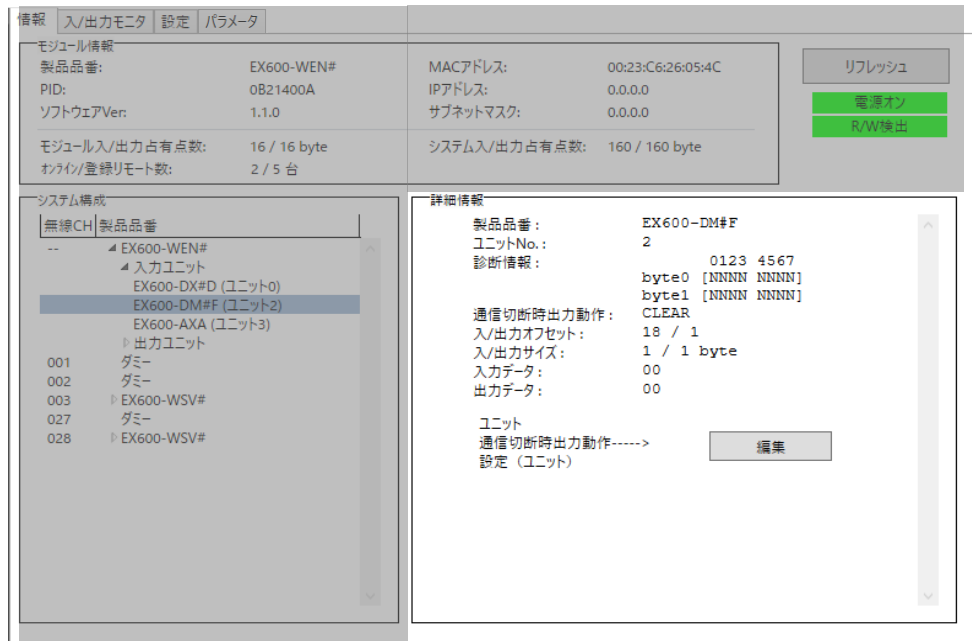 情報 入/出力モニタ 設定 パラメータ
モジュール情報
製品品番: EX600-WEN# MACアドレス: 00:23:C6:26:05:4C リフレッシュ
PID: 0B21400A IPアドレス: 0.0.0.0
電源オン
ソフトウェアVer: 1.1.0 サブネットマスク: 0.0.0.0
R/W検出
モジュール入/出力占有点数: 16 / 16 byte システム入/出力占有点数: 160 / 160 byte
オンライン/登録リモート数: 2 / 5 台
システム構成
無線CH 製品品番
-- EX600-WEN#
入力ユニット
EX600-DX#D (ユニット0)
EX600-DM#F (ユニット2)
EX600-AXA (ユニット3)
出力ユニット
001 ダミー
002 ダミー
003 EX600-WSV#
027 ダミー
028 EX600-WSV#
詳細情報
製品品番: EX600-DM#F
ユニットNo.: 2
診断情報: 0123 4567
byte0 [NNNN NNNN]
byte1 [NNNN NNNN]
通信切断時出力動作: CLEAR
入/出力オフセット: 18 / 1
入/出力サイズ: 1 / 1 byte
入力データ: 00
出力データ: 00
ユニット
通信切断時出力動作-----> 編集
設定（ユニット）